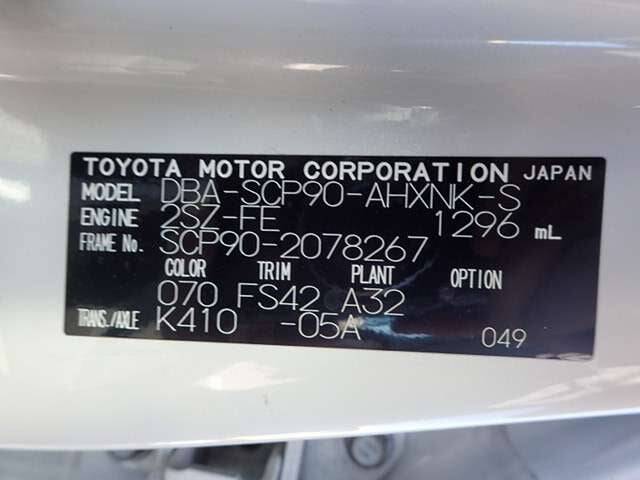 TOYOTA MOTOR CORPORATION JAPAN
MODEL DBA-SCP90-AHXNK-S
ENGINE 2SZ-FE 1296 mL
FRAME No. SCP90-2078267
COLOR TRIM PLANT OPTION
070 FS42 A32
TRANS./AXLE K410 -05A 049